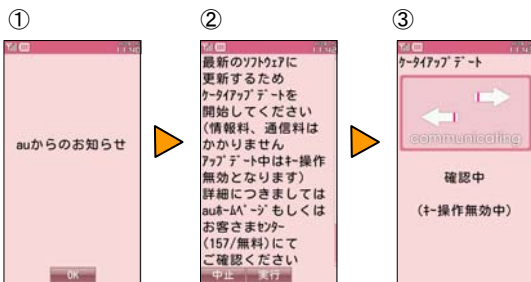 ①
②
③
auからのお知らせ
OK
最新のｿﾌﾄｳｪｱに
更新するため
ｹｰﾀｲｱｯﾌﾟﾃﾞｰﾄを
開始してください
(情報料、通信料は
かかりません
ｱｯﾌﾟﾃﾞｰﾄ中はｷｰ操作
無効となります)
詳細につきましては
auﾎｰﾑﾍﾟｰｼﾞもしくは
お客さまｾﾝﾀｰ
(157/無料)にて
ご確認ください
中止 実行
ｹｰﾀｲｱｯﾌﾟﾃﾞｰﾄ
communicating
確認中
(ｷｰ操作無効中)